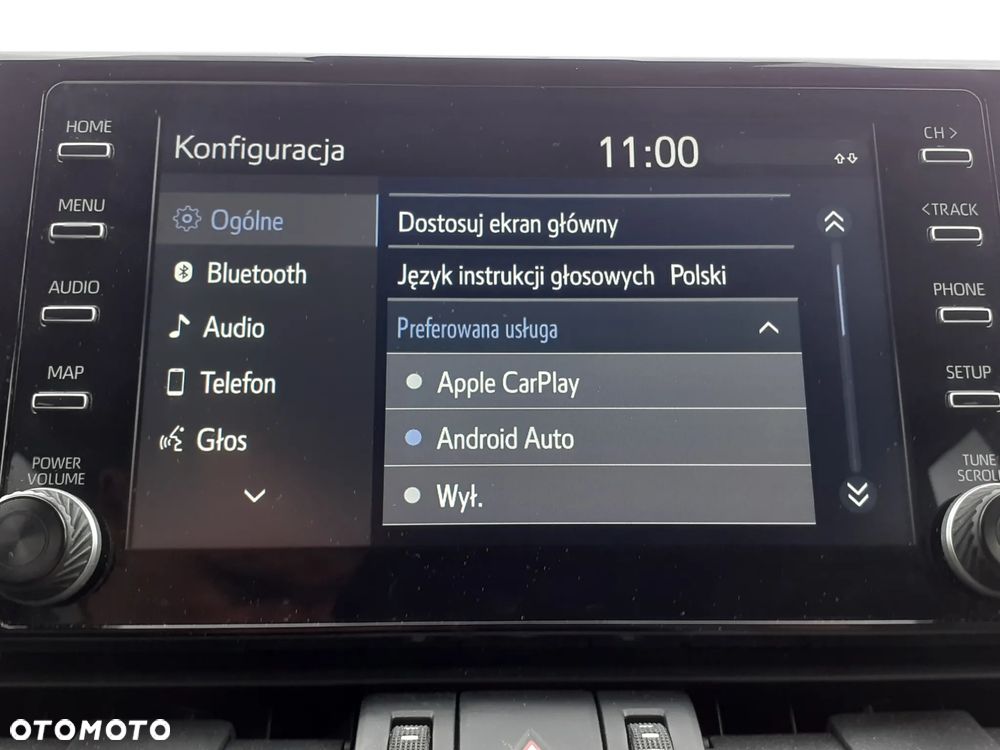 HOME
MENU
AUDIO
MAP
POWER
VOLUME
Konfiguracja
11:00
Ogólne
Bluetooth
Audio
Telefon
Głos
Dostosuj ekran główny
Język instrukcji głosowych Polski
Preferowana usługa
Apple CarPlay
Android Auto
Wył.
CH >
< TRACK
PHONE
SETUP
TUNE
SCROLL
OTOMOTO